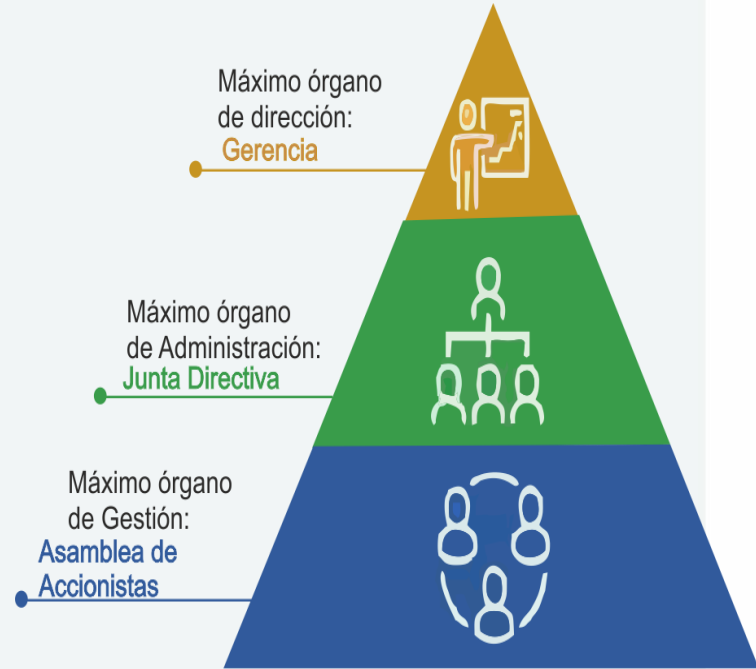 Máximo órgano
de dirección:
Gerencia
Máximo órgano
de Administración:
Junta Directiva
Máximo órgano
de Gestión:
Asamblea de
Accionistas